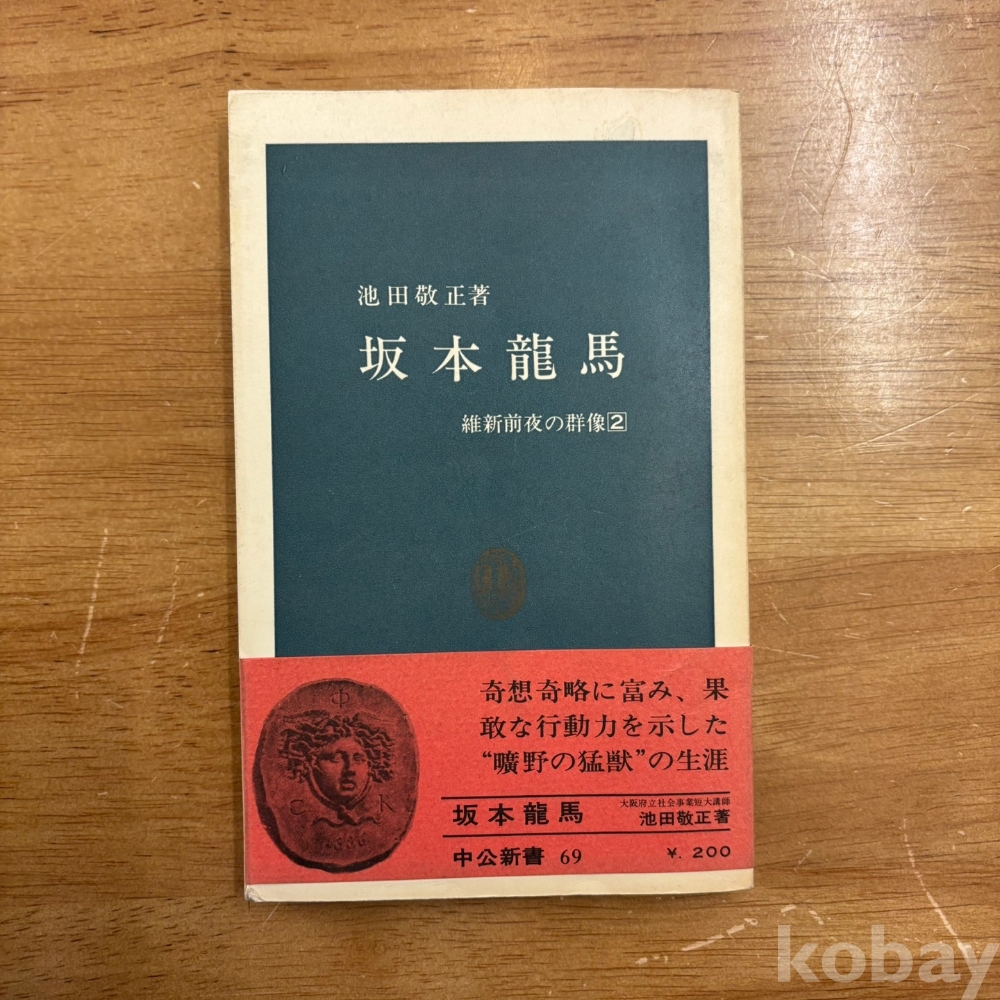 池田敬正著
坂本龍馬
維新前夜の群像2
奇想奇略に富み、果
敢な行動力を示した
“曠野の猛獣”の生涯
坂本龍馬
大阪府立社会事業短大講師
池田敬正著
中公新書 69
¥. 200
Φ
C K
kobay